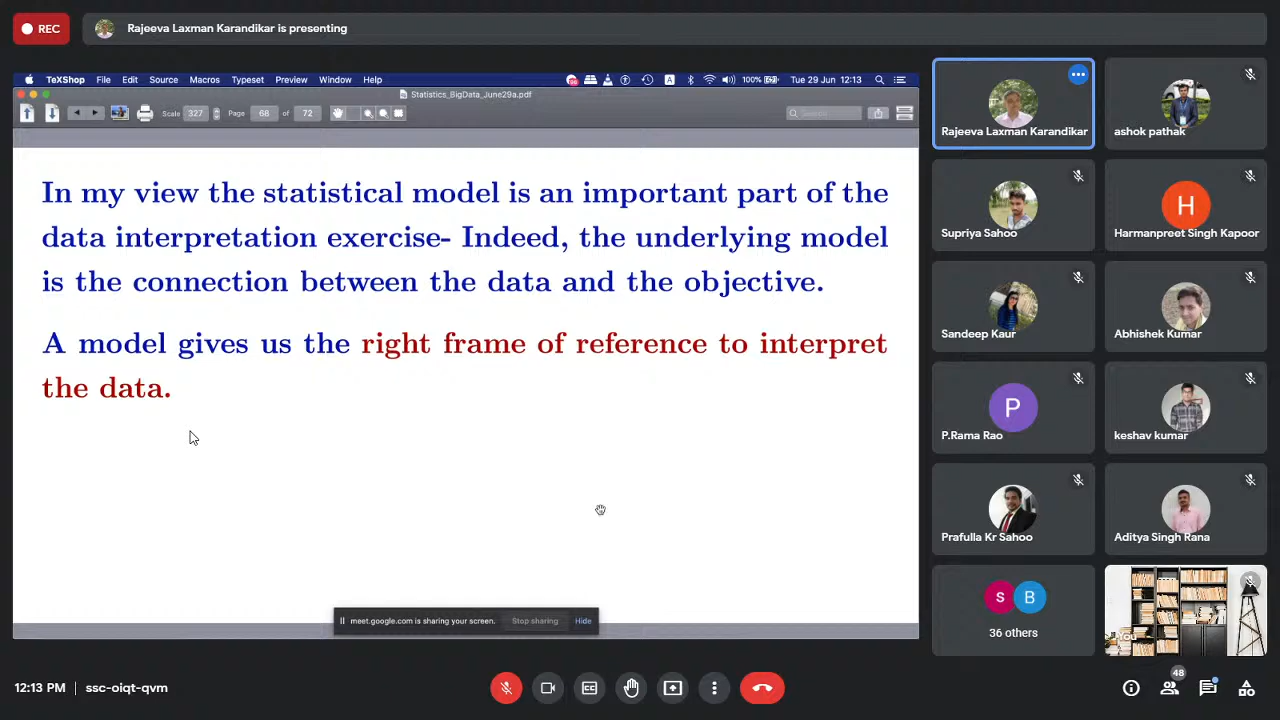 REC
Rajeeva Laxman Karandikar is presenting
TeXShop File Edit Source Macros Typeset Preview Window Help
A 100% Tue 29 Jun 12:13
Statistics_BigData_June29a.pdf
Scale 327 Page 68 of 72
Search
In my view the statistical model is an important part of the
data interpretation exercise- Indeed, the underlying model
is the connection between the data and the objective.
A model gives us the right frame of reference to interpret
the data.
meet.google.com is sharing your screen. Stop sharing Hide
Rajeeva Laxman Karandikar
ashok pathak
Supriya Sahoo
H
Harmanpreet Singh Kapoor
Sandeep Kaur
Abhishek Kumar
P
P.Rama Rao
keshav kumar
Prafulla Kr Sahoo
Aditya Singh Rana
S B
36 others
You
12:13 PM | ssc-oiqt-qvm
CC
48